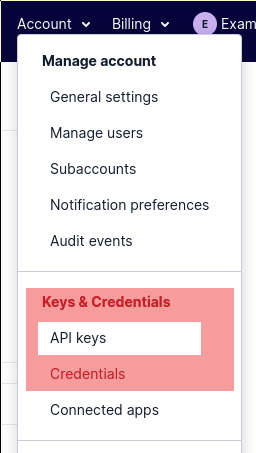 Account Billing E Exam
Manage account
General settings
Manage users
Subaccounts
Notification preferences
Audit events
Keys & Credentials
API keys
Credentials
Connected apps